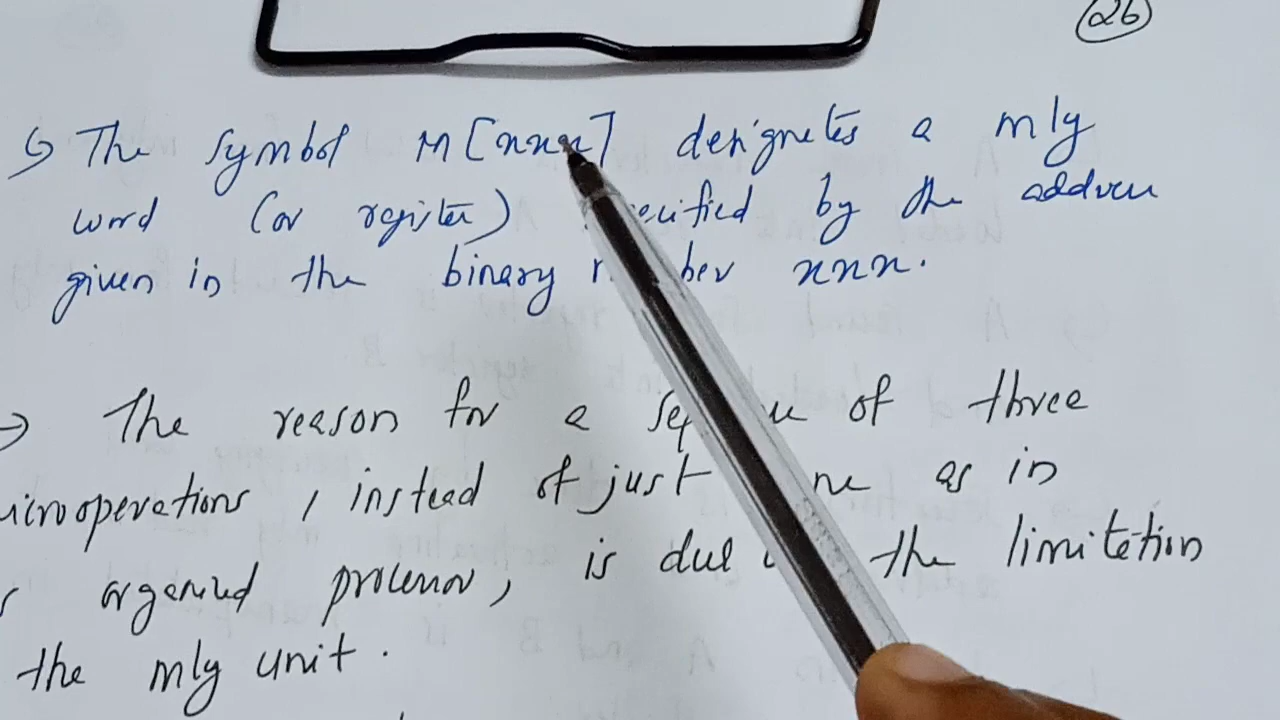 26
↳ The symbol M[xxx] designates a mly
word (or register) specified by the address
given in the binary number xxx.
→ The reason for a sequence of three
microoperations, instead of just one as in
organized processor, is due the limitation
the mly unit.